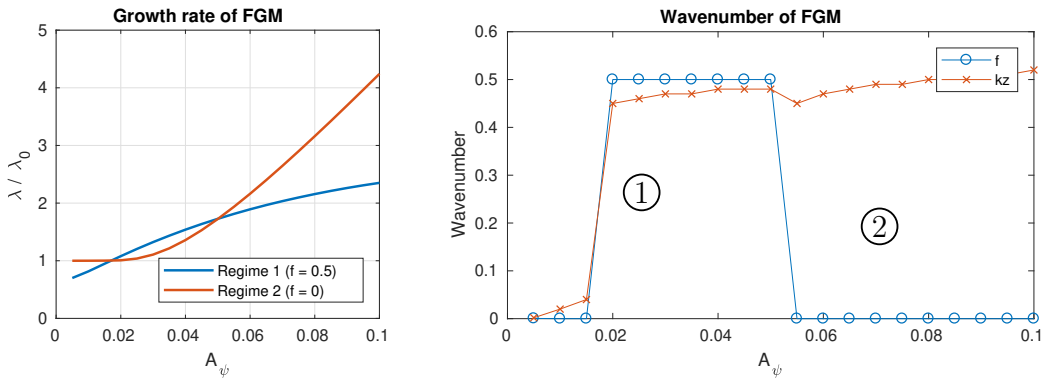 Growth rate of FGM
5
4
3
2
1
0
λ / λ0
0 0.02 0.04 0.06 0.08 0.1
Aψ
Regime 1 (f = 0.5)
Regime 2 (f = 0)
Wavenumber of FGM
0.6
0.5
0.4
0.3
0.2
0.1
0
Wavenumber
0 0.02 0.04 0.06 0.08 0.1
Aψ
f
kz
1
2